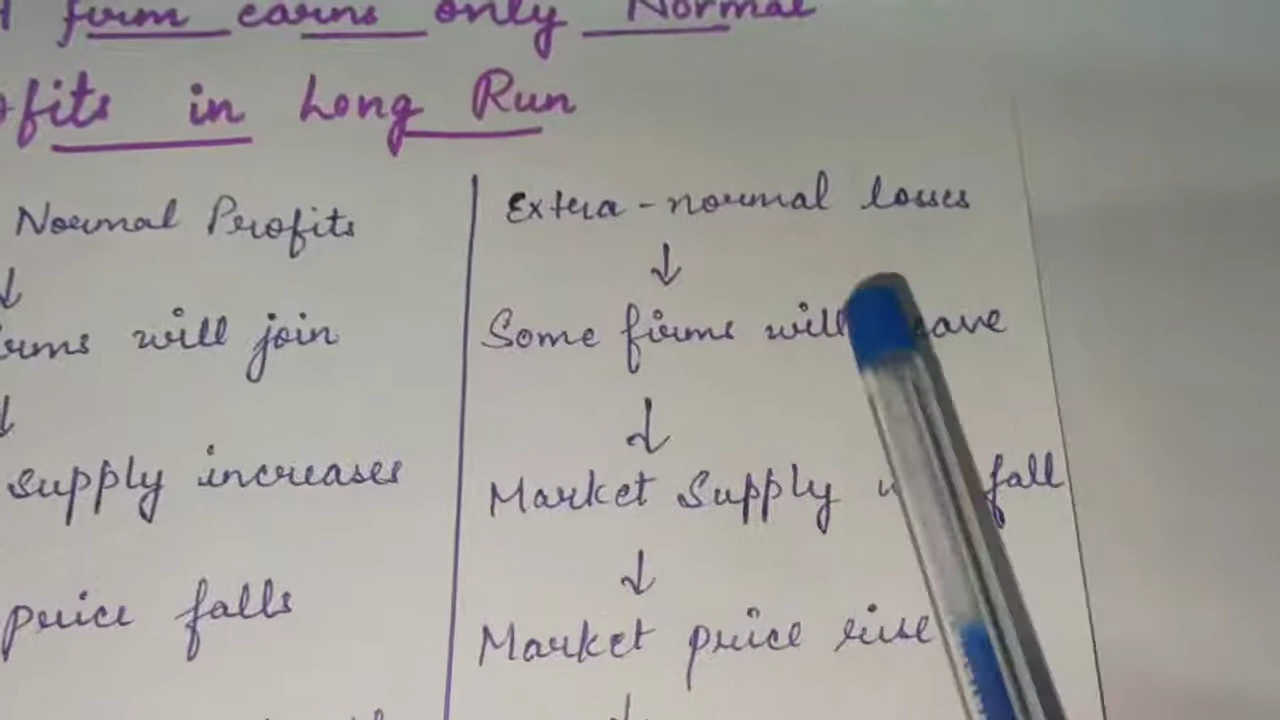 firm earns only Normal
fits in Long Run
Normal Profits
will join
supply increases
price falls
Extra-normal losses
↓
Some firms will
↓
Market Supply fall
↓
Market price rise
↓